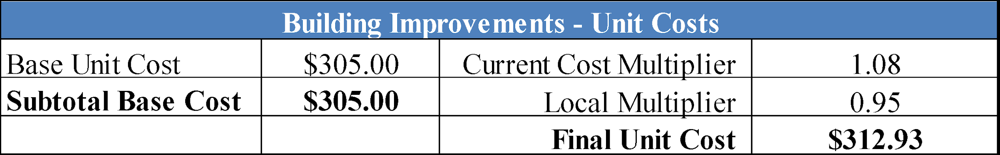 Building Improvements - Unit Costs
Base Unit Cost $305.00 Current Cost Multiplier 1.08
Subtotal Base Cost $305.00 Local Multiplier 0.95
Final Unit Cost $312.93